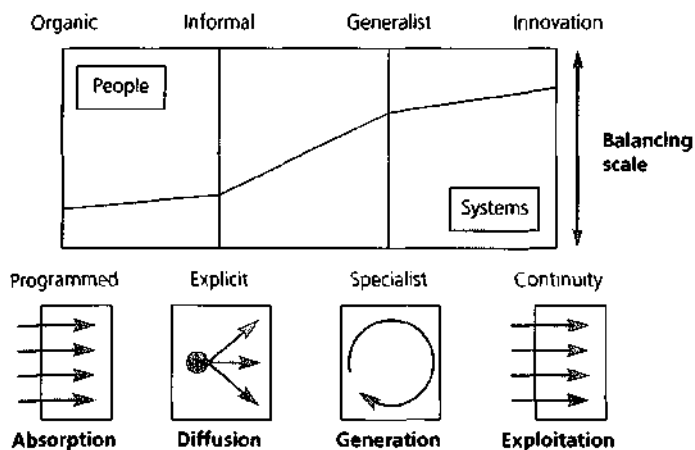 Organic Informal Generalist Innovation
People
Balancing
scale
Systems
Programmed Explicit Specialist Continuity
Absorption Diffusion Generation Exploitation